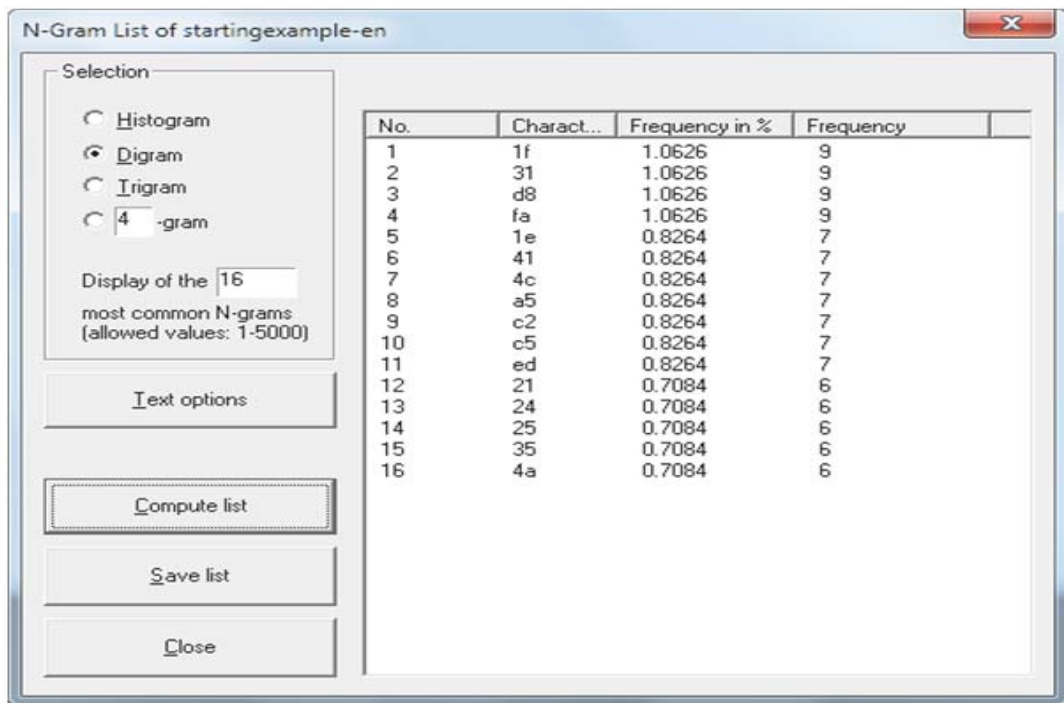 N-Gram List of startingexample-en
Selection
Histogram
Digram
Trigram
4 -gram
Display of the 16
most common N-grams
(allowed values: 1-5000)
Text options
Compute list
Save list
Close
No. Charact... Frequency in % Frequency
1 1f 1.0626 9
2 31 1.0626 9
3 d8 1.0626 9
4 fa 1.0626 9
5 1e 0.8264 7
6 41 0.8264 7
7 4c 0.8264 7
8 a5 0.8264 7
9 c2 0.8264 7
10 c5 0.8264 7
11 ed 0.8264 7
12 21 0.7084 6
13 24 0.7084 6
14 25 0.7084 6
15 35 0.7084 6
16 4a 0.7084 6